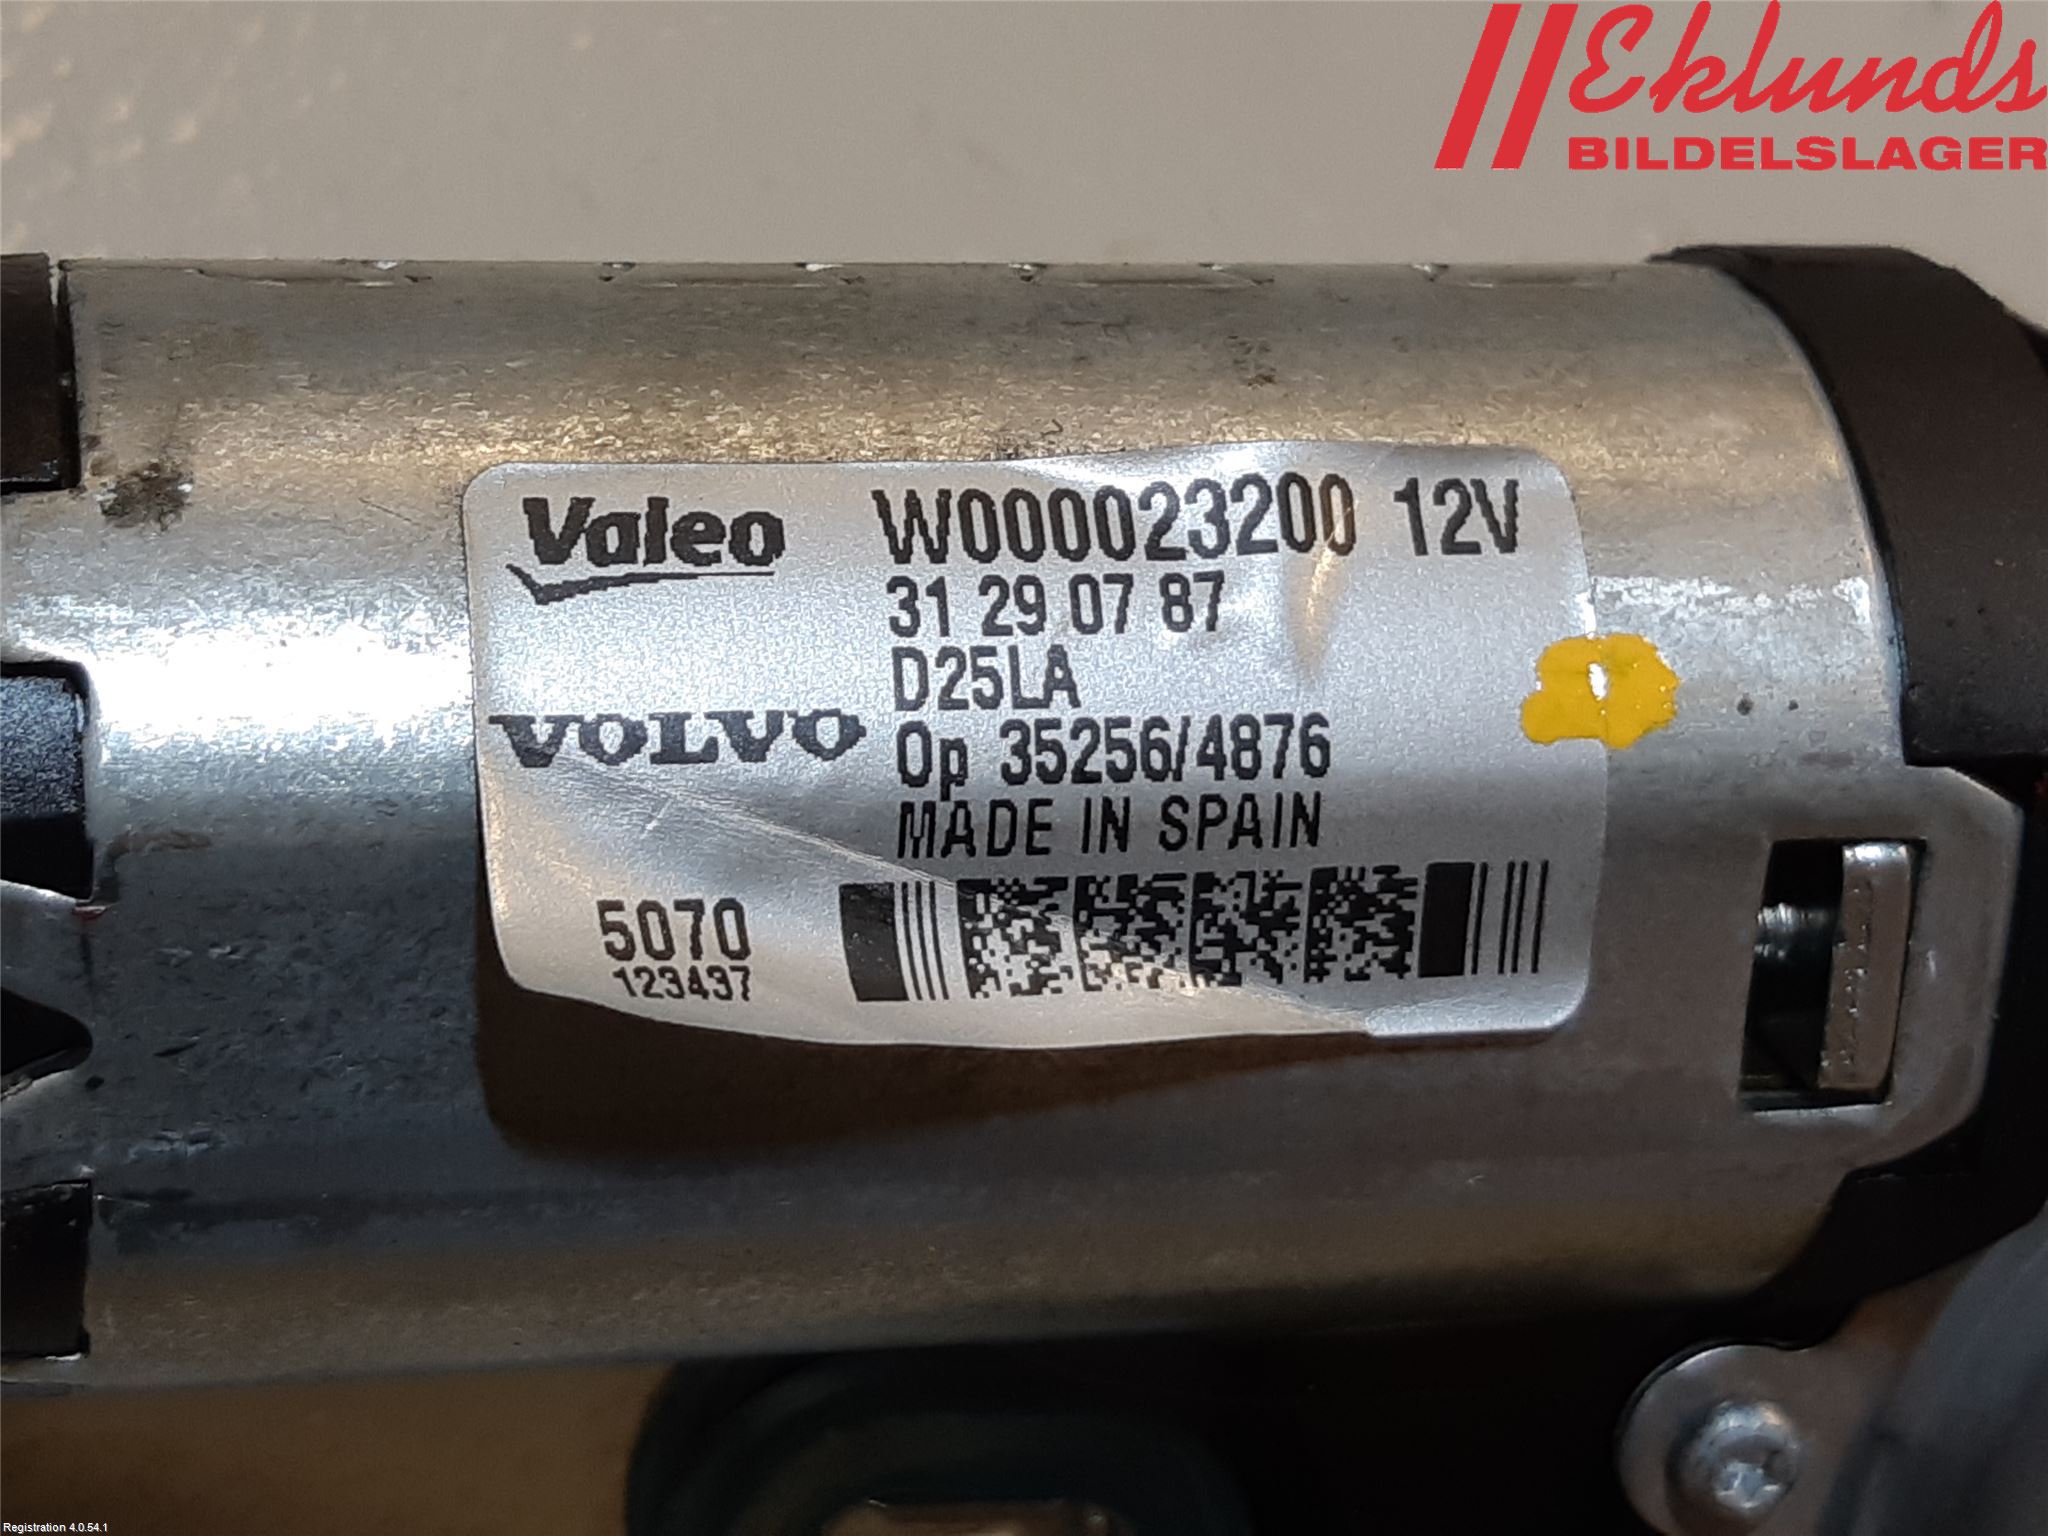 Eklunds
BILDELSLAGER
Valeo
W000023200 12V
31 29 07 87
D25LA
VOLVO
Op 35256/4876
MADE IN SPAIN
5070
123437
Registration 4.0.54.1